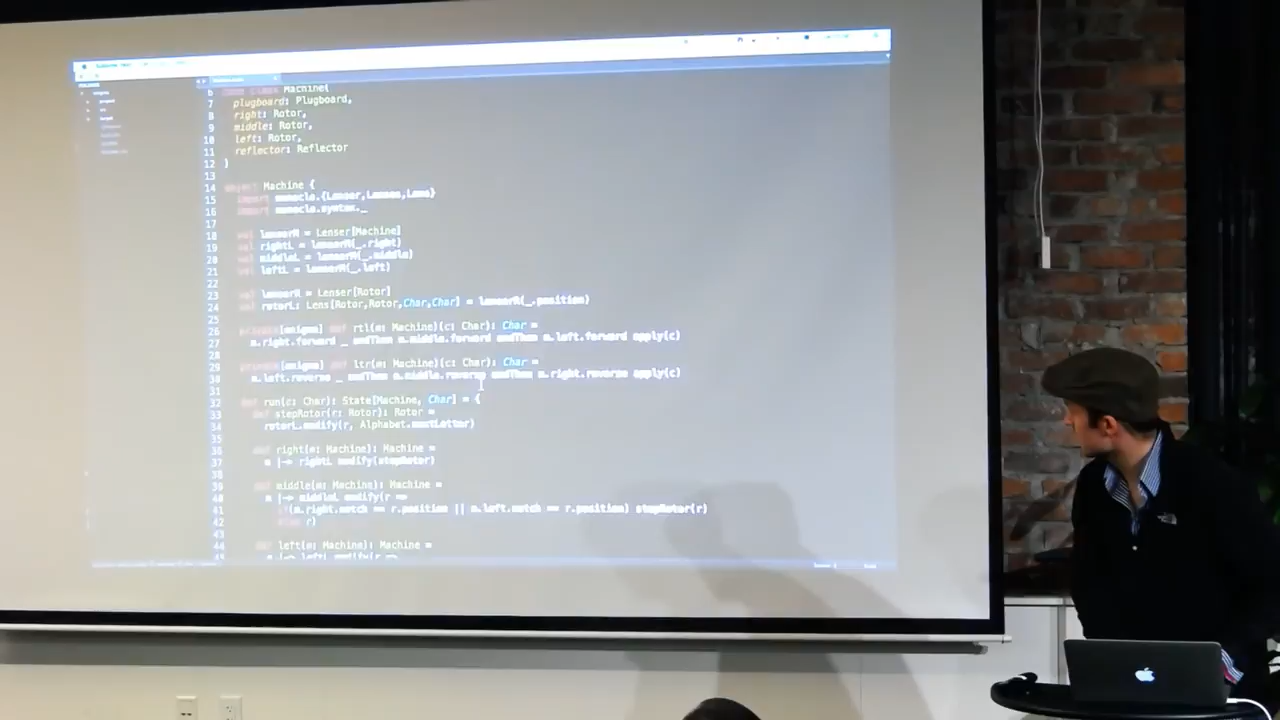 6 case class Machine(
7 plugboard: Plugboard,
8 right: Rotor,
9 middle: Rotor,
10 left: Rotor,
11 reflector: Reflector
12 )
13
14 object Machine {
15 import monocle.{Lenser,Lenses,Lens}
16 import monocle.syntax._
17
18 val lenserM = Lenser[Machine]
19 val rightL = lenserM(_.right)
20 val middleL = lenserM(_.middle)
21 val leftL = lenserM(_.left)
22
23 val lenserR = Lenser[Rotor]
24 val rotorL: Lens[Rotor,Rotor,Char,Char] = lenserR(_.position)
25
26 private[enigma] def rtl(m: Machine)(c: Char): Char =
27 m.right.forward _ andThen m.middle.forward andThen m.left.forward apply(c)
28
29 private[enigma] def ltr(m: Machine)(c: Char): Char =
30 m.left.reverse _ andThen m.middle.reverse andThen m.right.reverse apply(c)
31
32 def run(c: Char): State[Machine, Char] = {
33 def stepRotor(r: Rotor): Rotor =
34 rotorL.modify(r, Alphabet.nextLetter)
35
36 def right(m: Machine): Machine =
37 m |-> rightL modify(stepRotor)
38
39 def middle(m: Machine): Machine =
40 m |-> middleL modify(r =>
41 if(m.right.notch == r.position || m.left.notch == r.position) stepRotor(r)
42 else r)
43
44 def left(m: Machine): Machine =
45 m |-> leftL modify(r =>